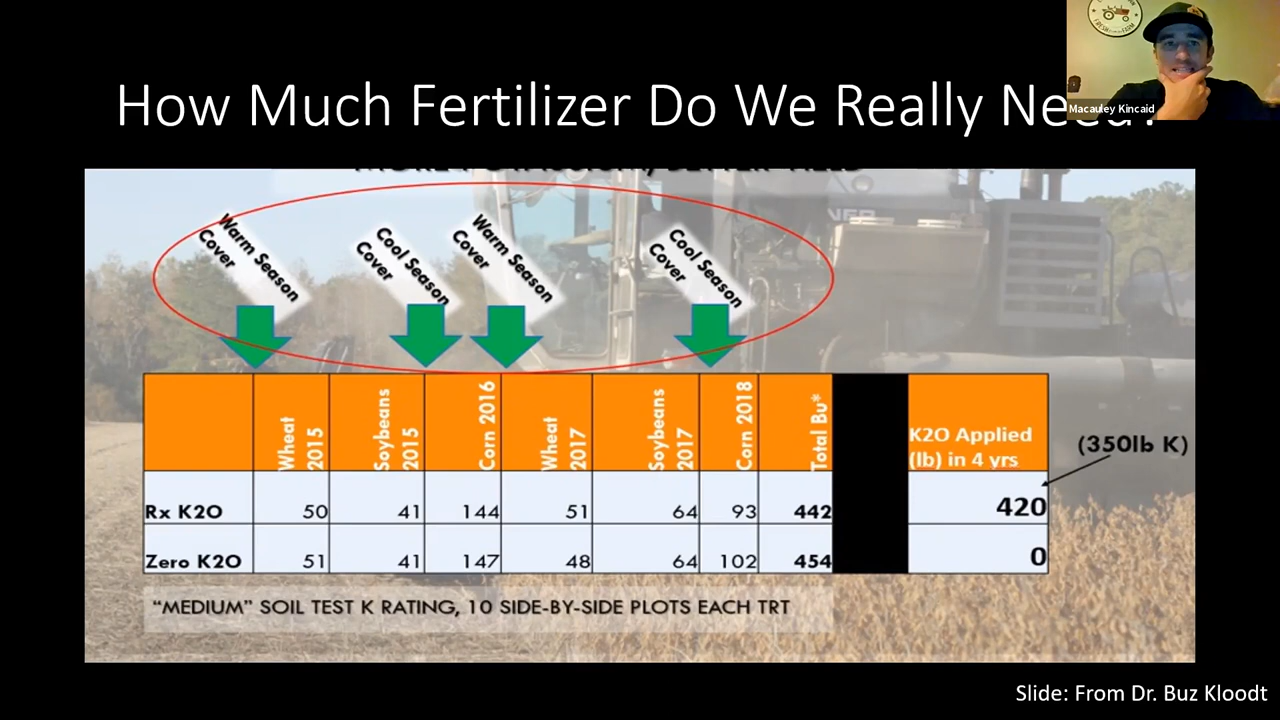 How Much Fertilizer Do We Really
Macauley Kincaid
Warm Season
Cover
Cool Season
Cover
Warm Season
Cover
Cool Season
Cover
Wheat
2015
Soybeans
2015
Corn 2016
Wheat
2017
Soybeans
2017
Corn 2018
Total Bu*
K2O Applied
(lb) in 4 yrs
(350lb K)
Rx K2O 50 41 144 51 64 93 442 420
Zero K2O 51 41 147 48 64 102 454 0
“MEDIUM” SOIL TEST K RATING, 10 SIDE-BY-SIDE PLOTS EACH TRT
Slide: From Dr. Buz Kloodt